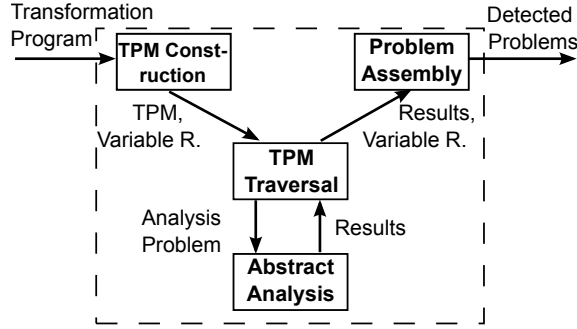 Transformation
Program
TPM Const-
ruction
Problem
Assembly
Detected
Problems
TPM,
Variable R.
Results,
Variable R.
TPM
Traversal
Analysis
Problem
Results
Abstract
Analysis